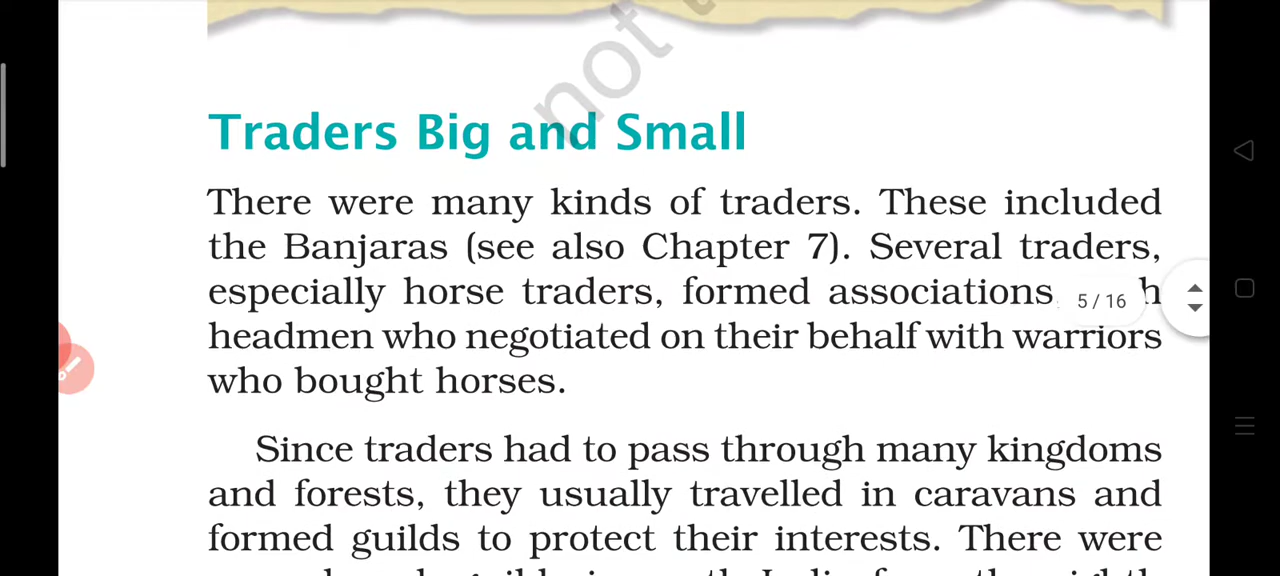 not
Traders Big and Small
There were many kinds of traders. These included
the Banjaras (see also Chapter 7). Several traders,
especially horse traders, formed associations h
5 / 16
headmen who negotiated on their behalf with warriors
who bought horses.
Since traders had to pass through many kingdoms
and forests, they usually travelled in caravans and
formed guilds to protect their interests. There were